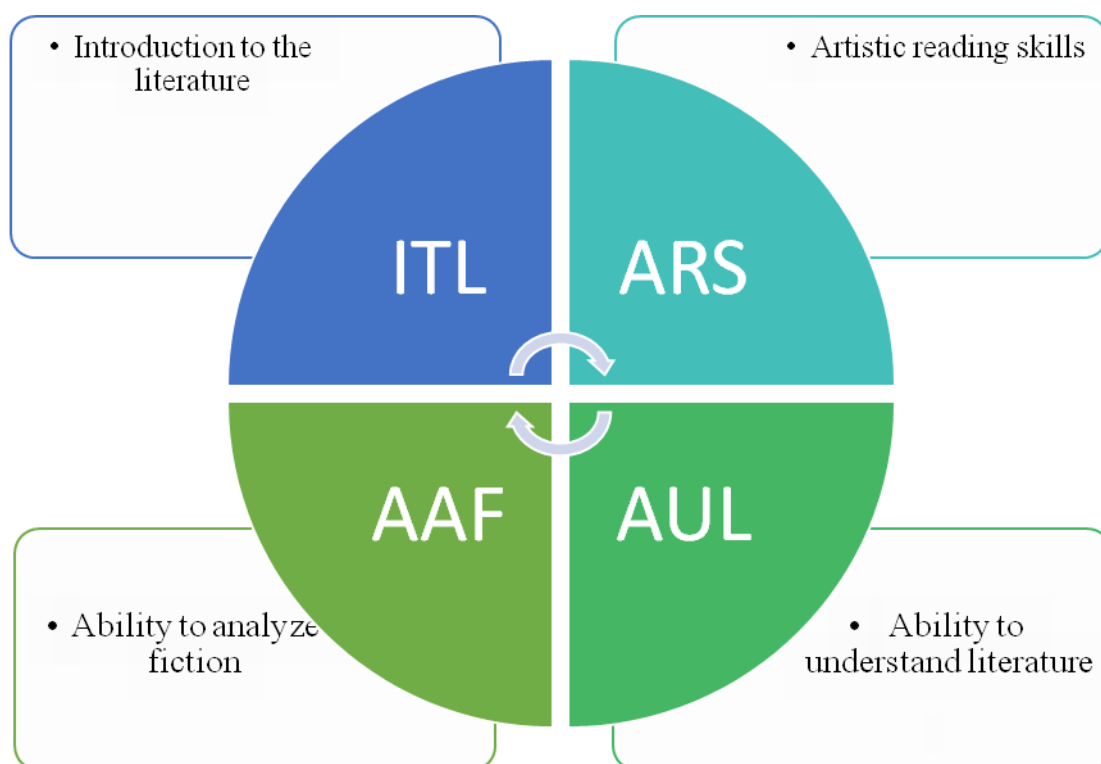 • Introduction to the
literature
• Artistic reading skills
ITL
ARS
AAF
AUL
• Ability to analyze
fiction
• Ability to
understand literature